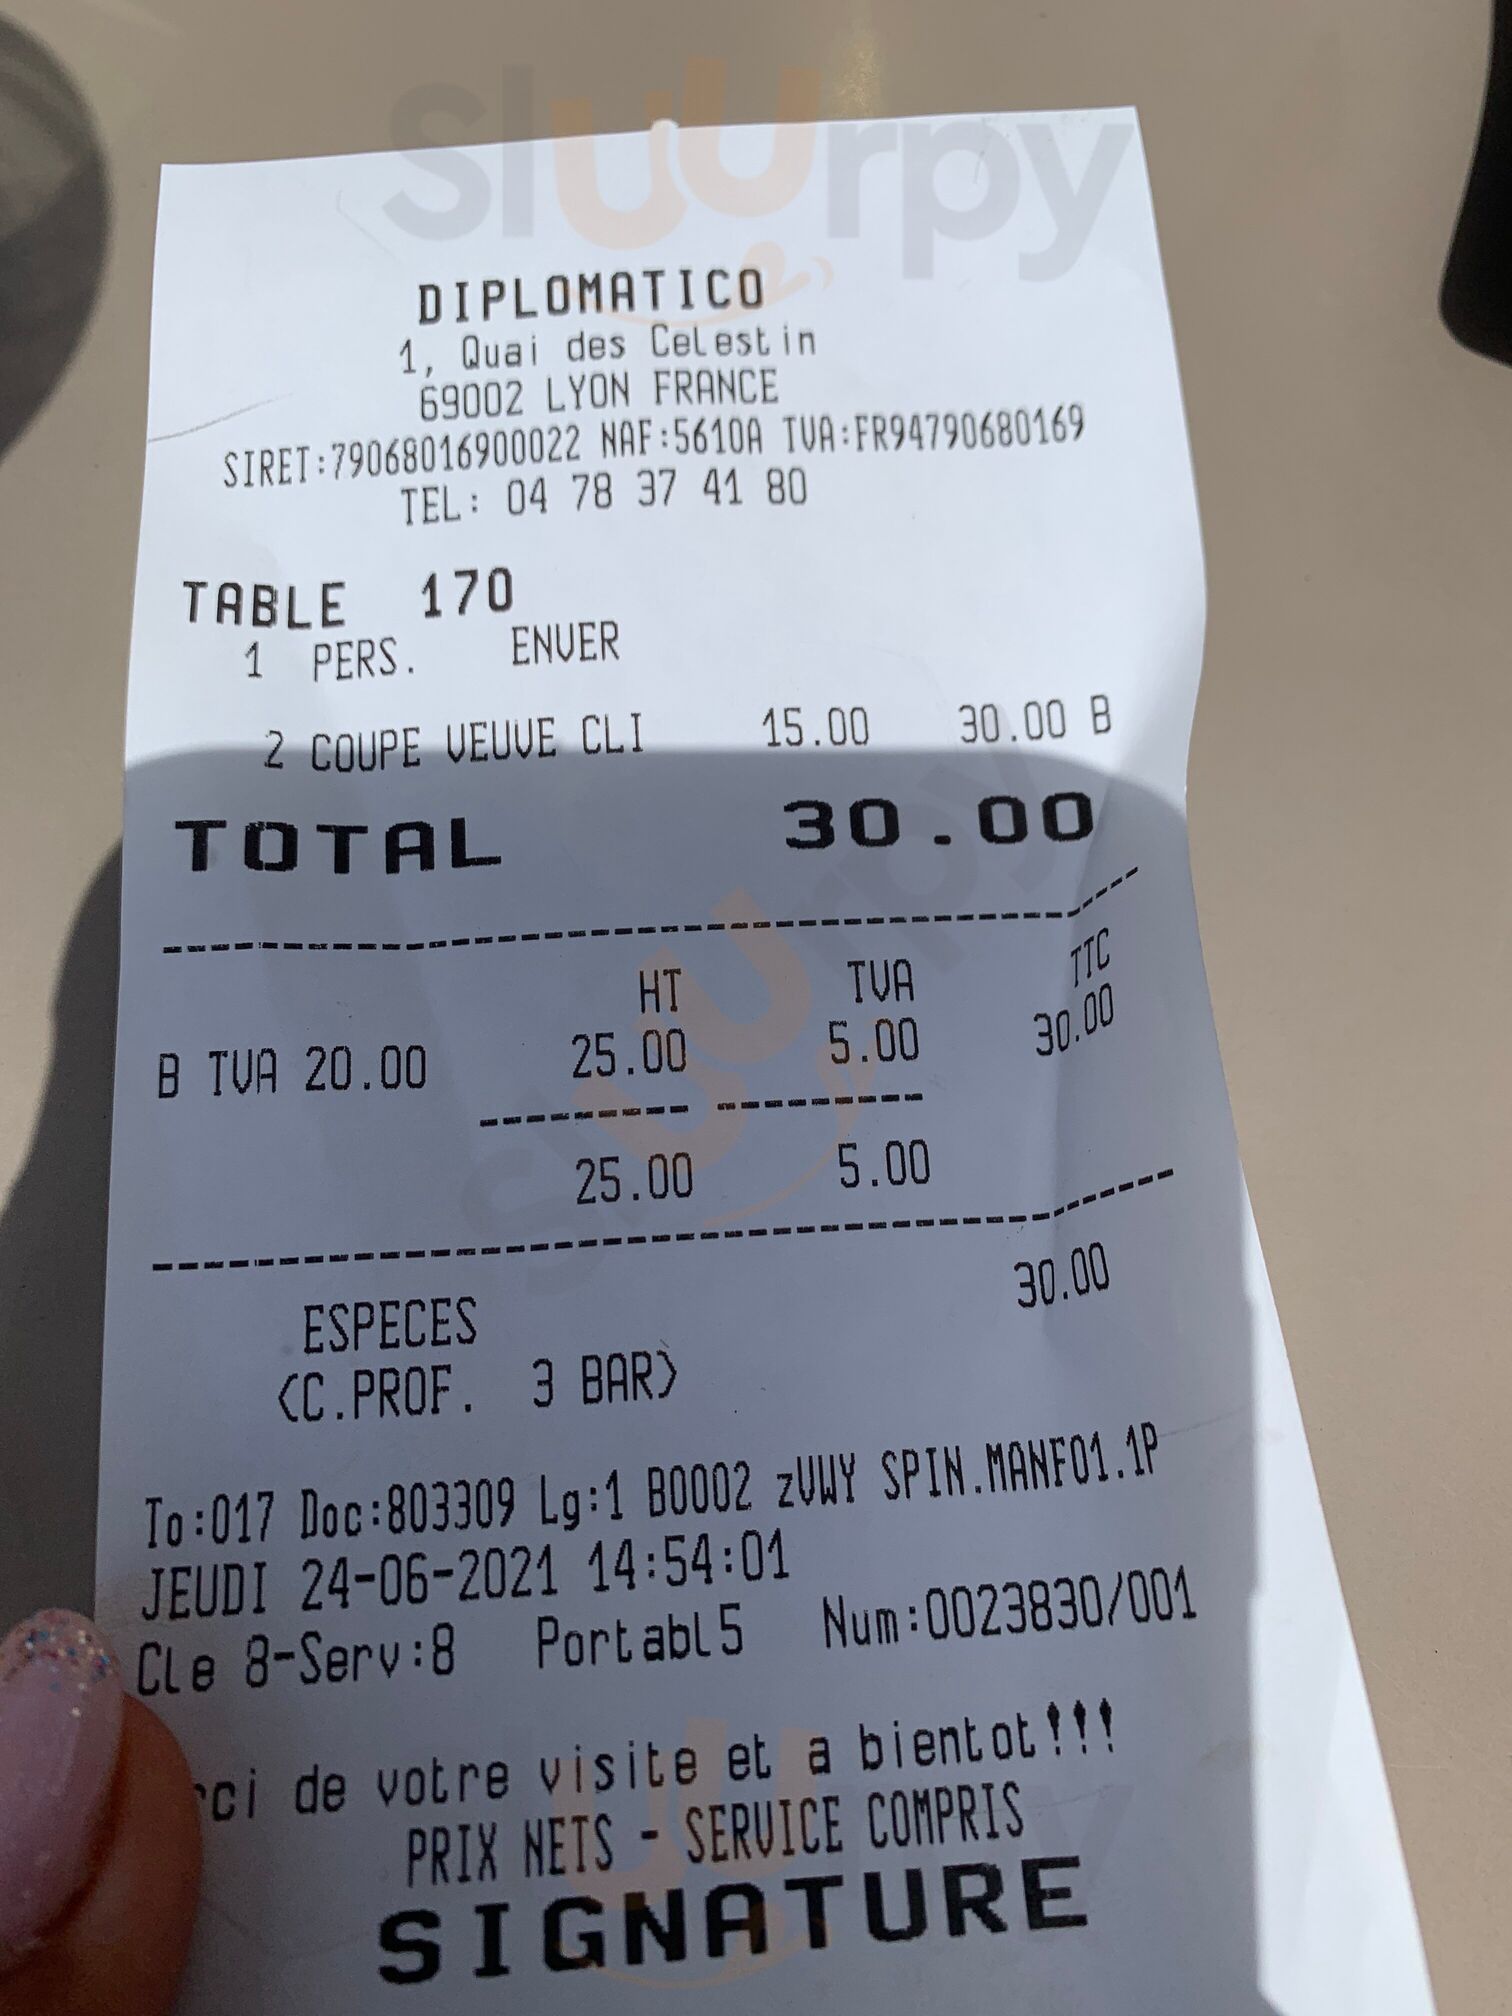 sluurpy
DIPLOMATICO
1, Quai des Celestin
69002 LYON FRANCE
SIRET:79068016900022 NAF:5610A TVA:FR94790680169
TEL: 04 78 37 41 80
TABLE 170
1 PERS. ENVER
2 COUPE VEUVE CLI 15.00 30.00 B
TOTAL 30.00
HT TVA TTC
B TVA 20.00 25.00 5.00 30.00
25.00 5.00
ESPECES 30.00
<C.PROF. 3 BAR>
To:017 Doc:803309 Lg:1 B0002 zVWY SPIN.MANF01.1P
JEUDI 24-06-2021 14:54:01
Cle 8-Serv:8 Portabl5 Num:0023830/001
rci de votre visite et a bientot!!!
PRIX NETS - SERVICE COMPRIS
SIGNATURE